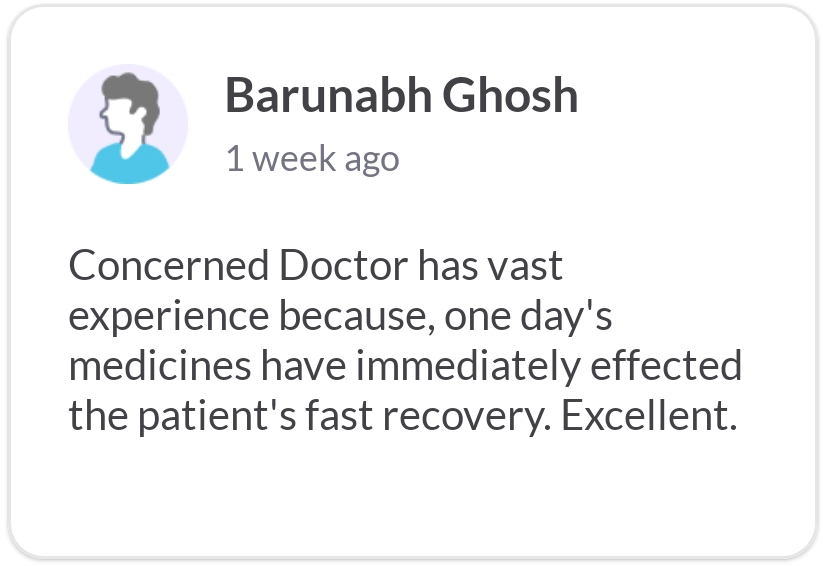 Barunabh Ghosh
1 week ago
Concerned Doctor has vast
experience because, one day's
medicines have immediately effected
the patient's fast recovery. Excellent.